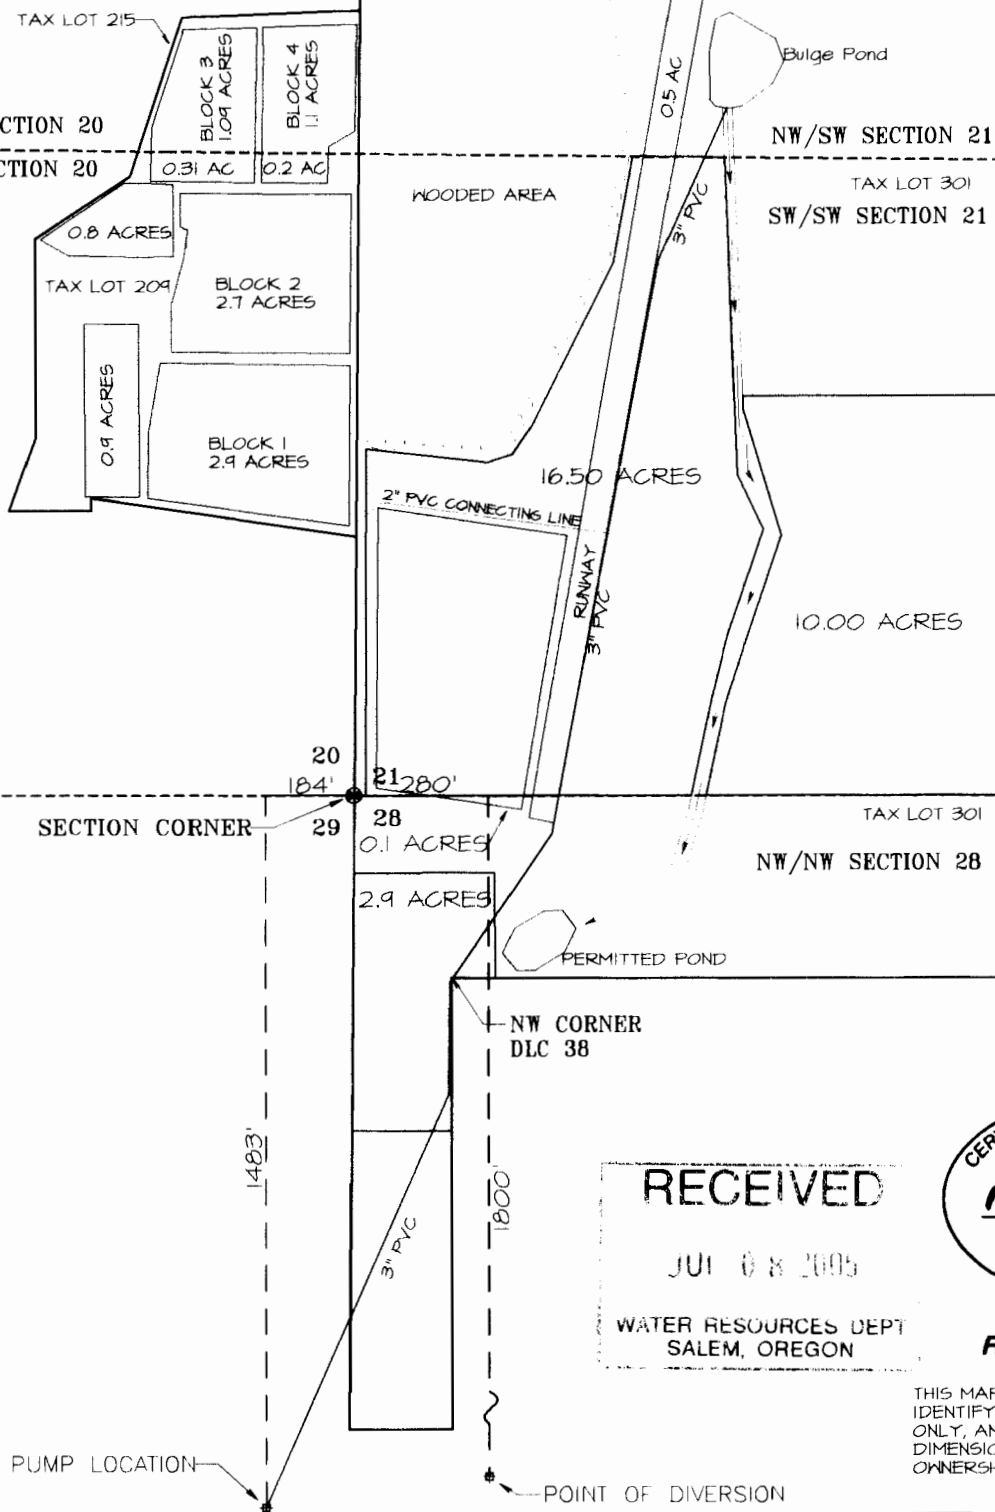 TAX LOT 215
BLOCK 3
1.09 ACRES
BLOCK 4
1.1 ACRES
0.5 AC
Bulge Pond
CTION 20
NW/SW SECTION 21
CTION 20
0.31 AC
0.2 AC
WOODED AREA
TAX LOT 301
SW/SW SECTION 21
3" PVC
0.8 ACRES
TAX LOT 209
BLOCK 2
2.7 ACRES
0.9 ACRES
BLOCK 1
2.9 ACRES
16.50 ACRES
2" PVC CONNECTING LINE
RUNWAY
3" PVC
10.00 ACRES
20
184'
21
280'
SECTION CORNER
29
28
0.1 ACRES
TAX LOT 301
NW/NW SECTION 28
2.9 ACRES
PERMITTED POND
NW CORNER
DLC 38
1483'
1800'
3" PVC
RECEIVED
JUL 08 2005
WATER RESOURCES DEPT
SALEM, OREGON
CER
THIS MAP
IDENTIFY
ONLY, AN
DIMENSIO
OWNERSH
PUMP LOCATION
POINT OF DIVERSION